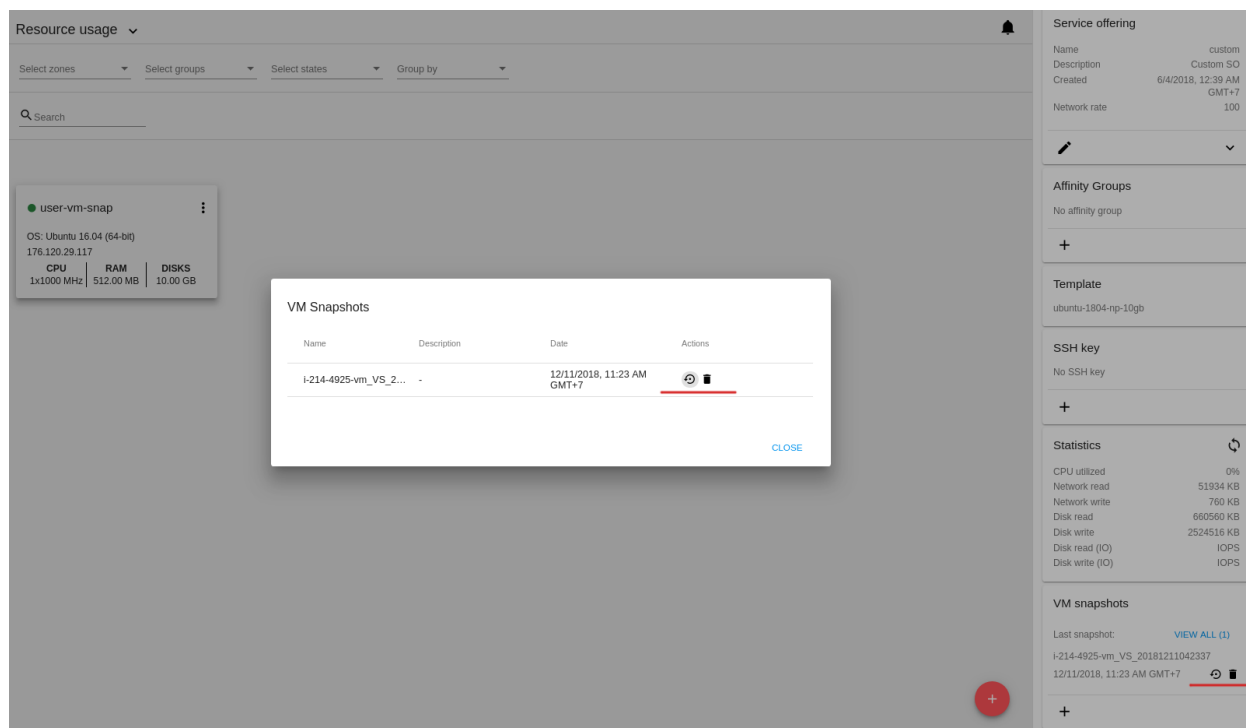 Resource usage
Select zones
Select groups
Select states
Group by
Search
user-vm-snap
OS: Ubuntu 16.04 (64-bit)
176.120.29.117
CPU RAM DISKS
1x1000 MHz 512.00 MB 10.00 GB
VM Snapshots
Name Description Date Actions
i-214-4925-vm_VS_2... - 12/11/2018, 11:23 AM
GMT+7
CLOSE
Service offering
Name custom
Description Custom SO
Created 6/4/2018, 12:39 AM
GMT+7
Network rate 100
Affinity Groups
No affinity group
+
Template
ubuntu-1804-np-10gb
SSH key
No SSH key
+
Statistics
CPU utilized 0%
Network read 51934 KB
Network write 760 KB
Disk read 660560 KB
Disk write 2524516 KB
Disk read (IO) IOPS
Disk write (IO) IOPS
VM snapshots
Last snapshot: VIEW ALL (1)
i-214-4925-vm_VS_20181211042337
12/11/2018, 11:23 AM GMT+7
+
+